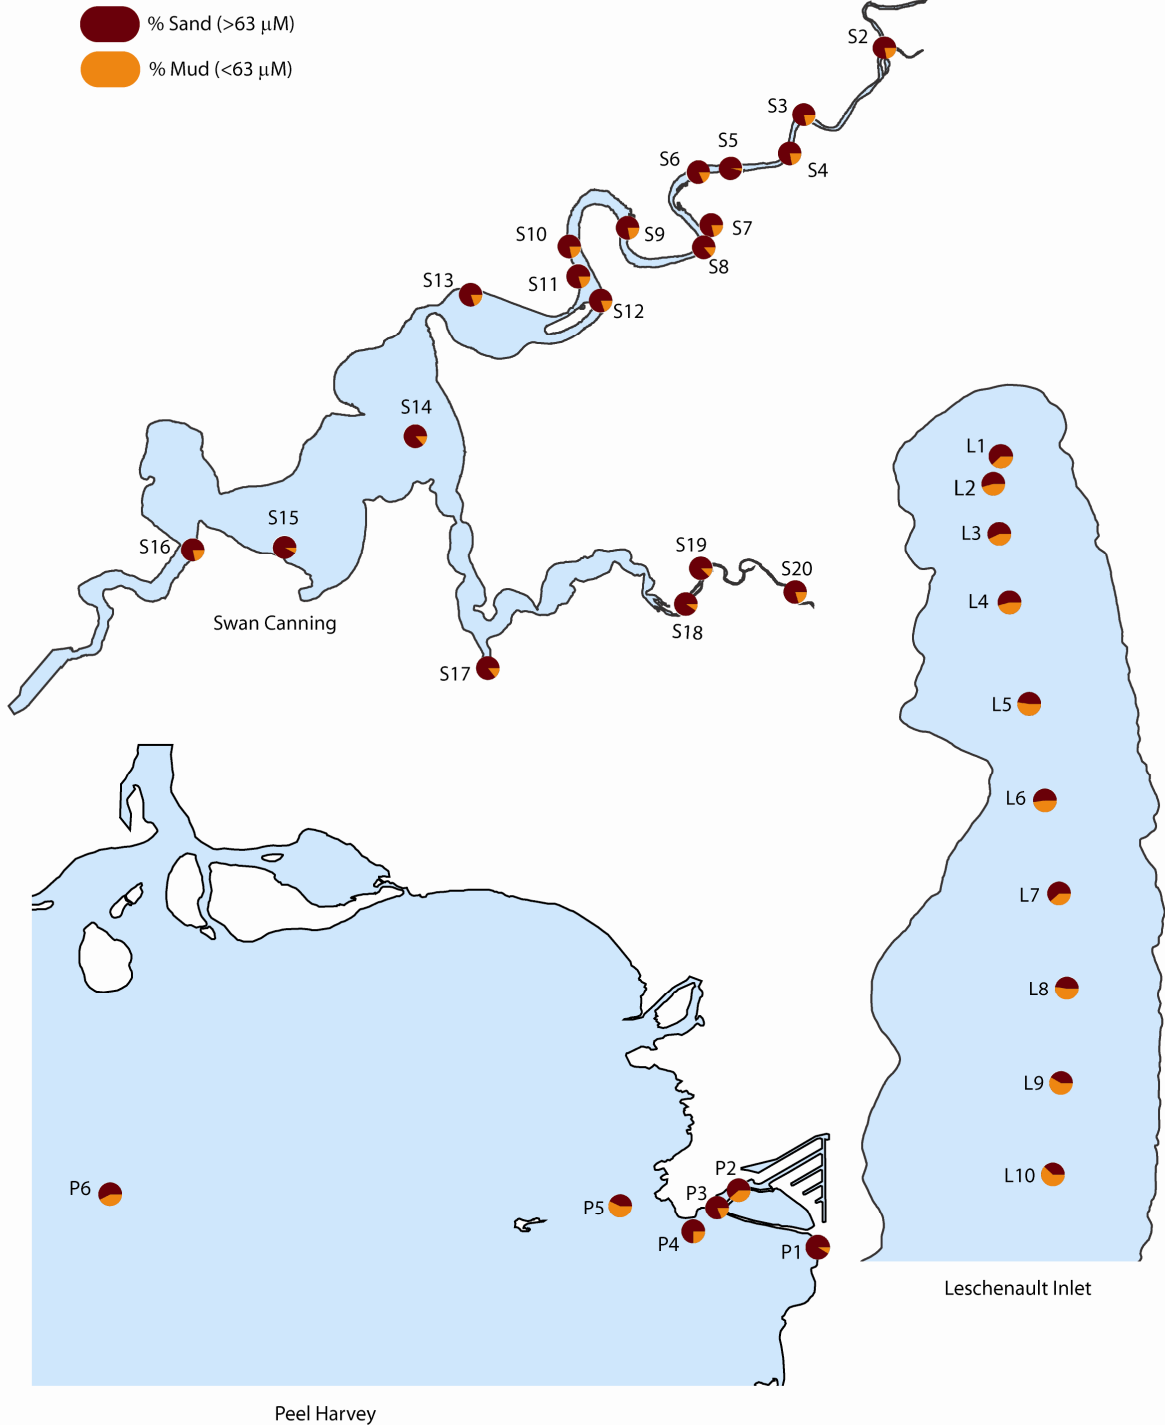 % Sand (>63 µM)
% Mud (<63 µM)
S2
S3
S4
S5
S6
S7
S8
S9
S10
S11
S12
S13
S14
S15
S16
S17
S18
S19
S20
Swan Canning
L1
L2
L3
L4
L5
L6
L7
L8
L9
L10
Leschenault Inlet
P1
P2
P3
P4
P5
P6
Peel Harvey